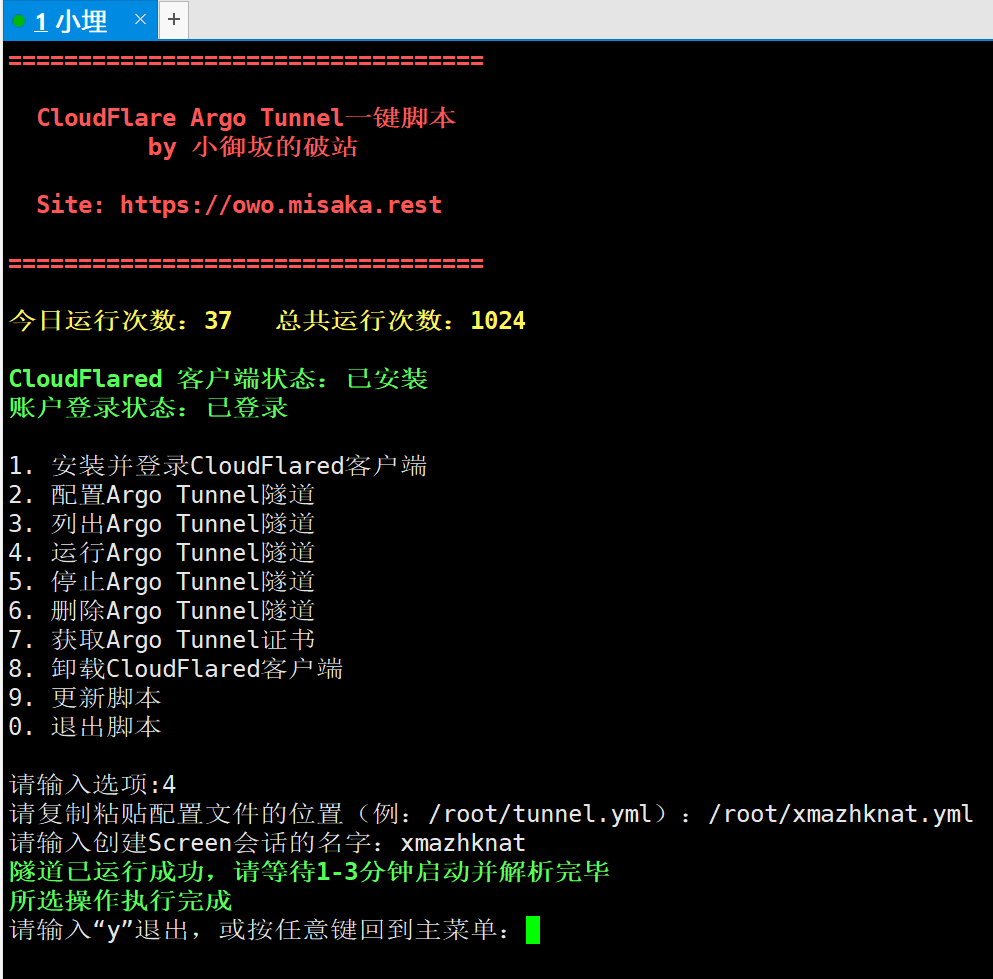 1 小埋 × +
==================================
CloudFlare Argo Tunnel一键脚本
by 小御坂的破站
Site: https://owo.misaka.rest
==================================
今日运行次数：37 总共运行次数：1024
CloudFlared 客户端状态：已安装
账户登录状态：已登录
1. 安装并登录CloudFlared客户端
2. 配置Argo Tunnel隧道
3. 列出Argo Tunnel隧道
4. 运行Argo Tunnel隧道
5. 停止Argo Tunnel隧道
6. 删除Argo Tunnel隧道
7. 获取Argo Tunnel证书
8. 卸载CloudFlared客户端
9. 更新脚本
0. 退出脚本
请输入选项:4
请复制粘贴配置文件的位置（例：/root/tunnel.yml）：/root/xmazhknat.yml
请输入创建Screen会话的名字：xmazhknat
隧道已运行成功，请等待1-3分钟启动并解析完毕
所选操作执行完成
请输入“y”退出，或按任意键回到主菜单：